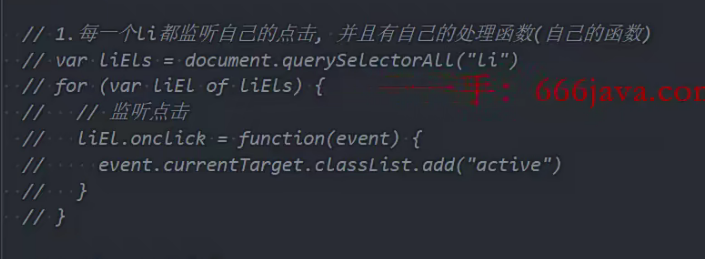 // 1.每一个li都监听自己的点击, 并且有自己的处理函数(自己的函数)
// var liEls = document.querySelectorAll("li")
// for (var liEl of liEls) {
一一手：666java.com
//   // 监听点击
//   liEl.onclick = function(event) {
//     event.currentTarget.classList.add("active")
//   }
// }